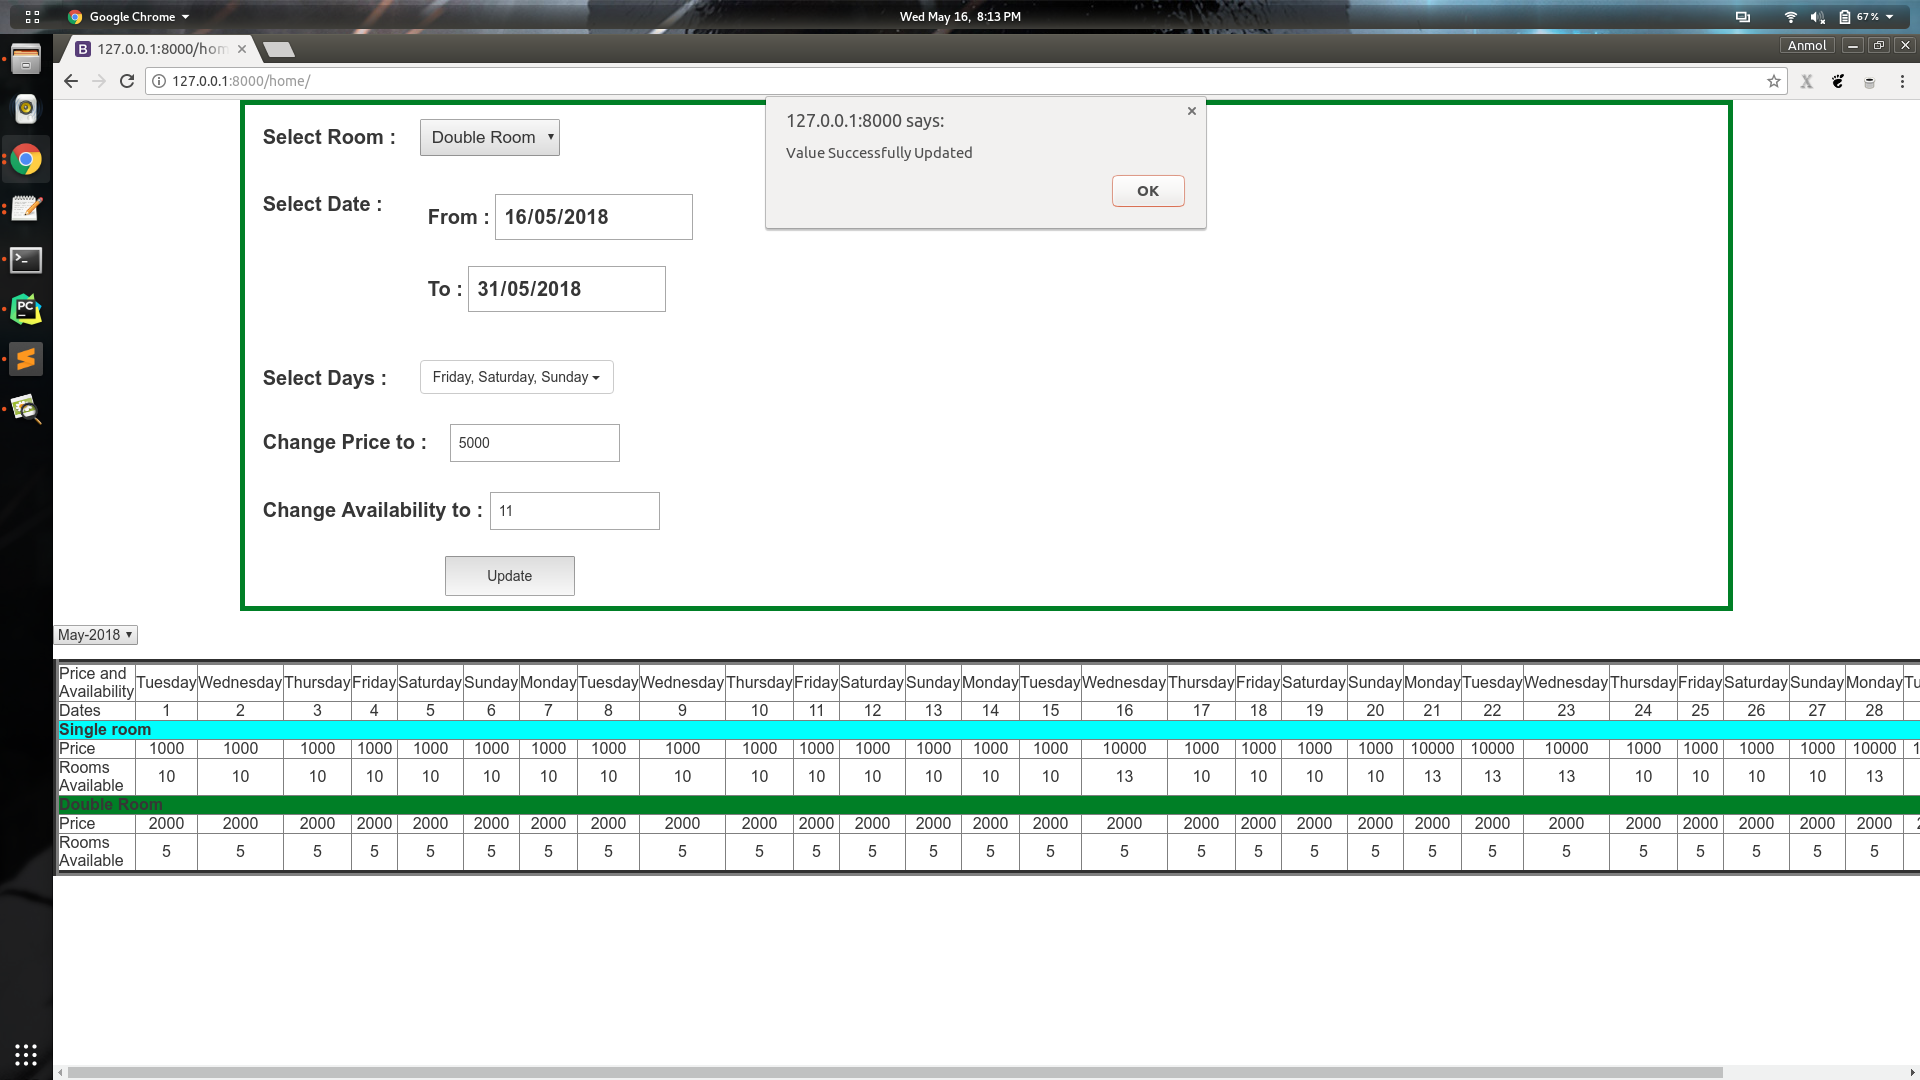 Google Chrome
Wed May 16, 8:13 PM
67 %
127.0.0.1:8000/hom
Anmol
127.0.0.1:8000/home/
127.0.0.1:8000 says:
Value Successfully Updated
OK
Select Room : Double Room
Select Date : From : 16/05/2018
To : 31/05/2018
Select Days : Friday, Saturday, Sunday
Change Price to : 5000
Change Availability to : 11
Update
May-2018
Price and Availability Tuesday Wednesday Thursday Friday Saturday Sunday Monday Tuesday Wednesday Thursday Friday Saturday Sunday Monday Tuesday Wednesday Thursday Friday Saturday Sunday Monday Tuesday Wednesday Thursday Friday Saturday Sunday Monday Tu
Dates 1 2 3 4 5 6 7 8 9 10 11 12 13 14 15 16 17 18 19 20 21 22 23 24 25 26 27 28
Single room
Price 1000 1000 1000 1000 1000 1000 1000 1000 1000 1000 1000 1000 1000 1000 1000 10000 1000 1000 1000 1000 10000 10000 10000 1000 1000 1000 1000 10000 1
Rooms Available 10 10 10 10 10 10 10 10 10 10 10 10 10 10 10 13 10 10 10 10 13 13 13 10 10 10 10 13
Double Room
Price 2000 2000 2000 2000 2000 2000 2000 2000 2000 2000 2000 2000 2000 2000 2000 2000 2000 2000 2000 2000 2000 2000 2000 2000 2000 2000 2000 2000 2
Rooms Available 5 5 5 5 5 5 5 5 5 5 5 5 5 5 5 5 5 5 5 5 5 5 5 5 5 5 5 5